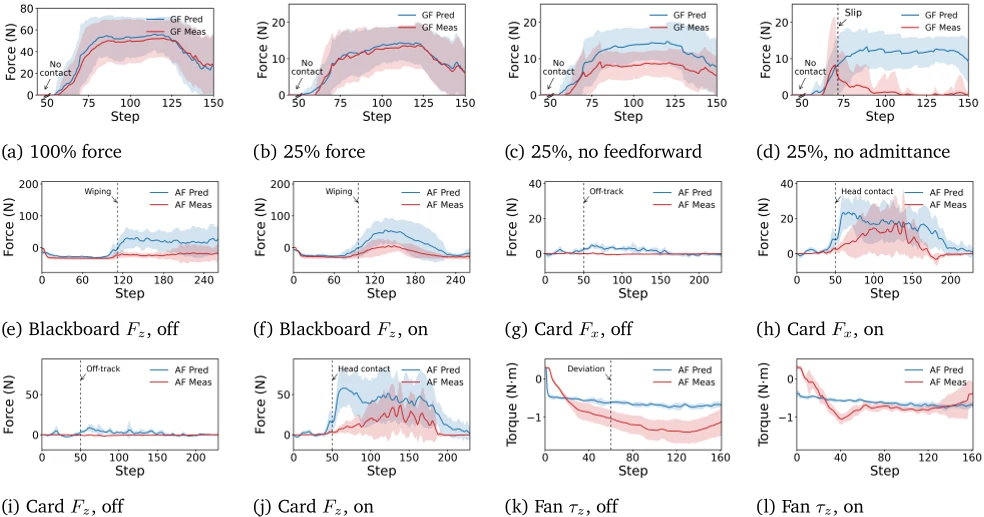 80
60
40
20
0
Force (N)
No
contact
GF Pred
GF Meas
50 75 100 125 150
Step
(a) 100% force
20
10
0
Force (N)
No
contact
GF Pred
GF Meas
50 75 100 125 150
Step
(b) 25% force
20
10
0
Force (N)
No
contact
GF Pred
GF Meas
50 75 100 125 150
Step
(c) 25%, no feedforward
20
10
0
Force (N)
No
contact
Slip
GF Pred
GF Meas
50 75 100 125 150
Step
(d) 25%, no admittance
200
100
0
Force (N)
Wiping
AF Pred
AF Meas
0 60 120 180 240
Step
(e) Blackboard Fz, off
200
100
0
Force (N)
Wiping
AF Pred
AF Meas
0 60 120 180 240
Step
(f) Blackboard Fz, on
40
20
0
Force (N)
Off-track
AF Pred
AF Meas
0 50 100 150 200
Step
(g) Card Fx, off
40
20
0
Force (N)
Head contact
AF Pred
AF Meas
0 50 100 150 200
Step
(h) Card Fx, on
50
0
Force (N)
Off-track
AF Pred
AF Meas
0 50 100 150 200
Step
(i) Card Fz, off
50
0
Force (N)
Head contact
AF Pred
AF Meas
0 50 100 150 200
Step
(j) Card Fz, on
0
−1
Torque (N·m)
Deviation
AF Pred
AF Meas
0 40 80 120 160
Step
(k) Fan τz, off
0
−1
Torque (N·m)
AF Pred
AF Meas
0 40 80 120 160
Step
(l) Fan τz, on